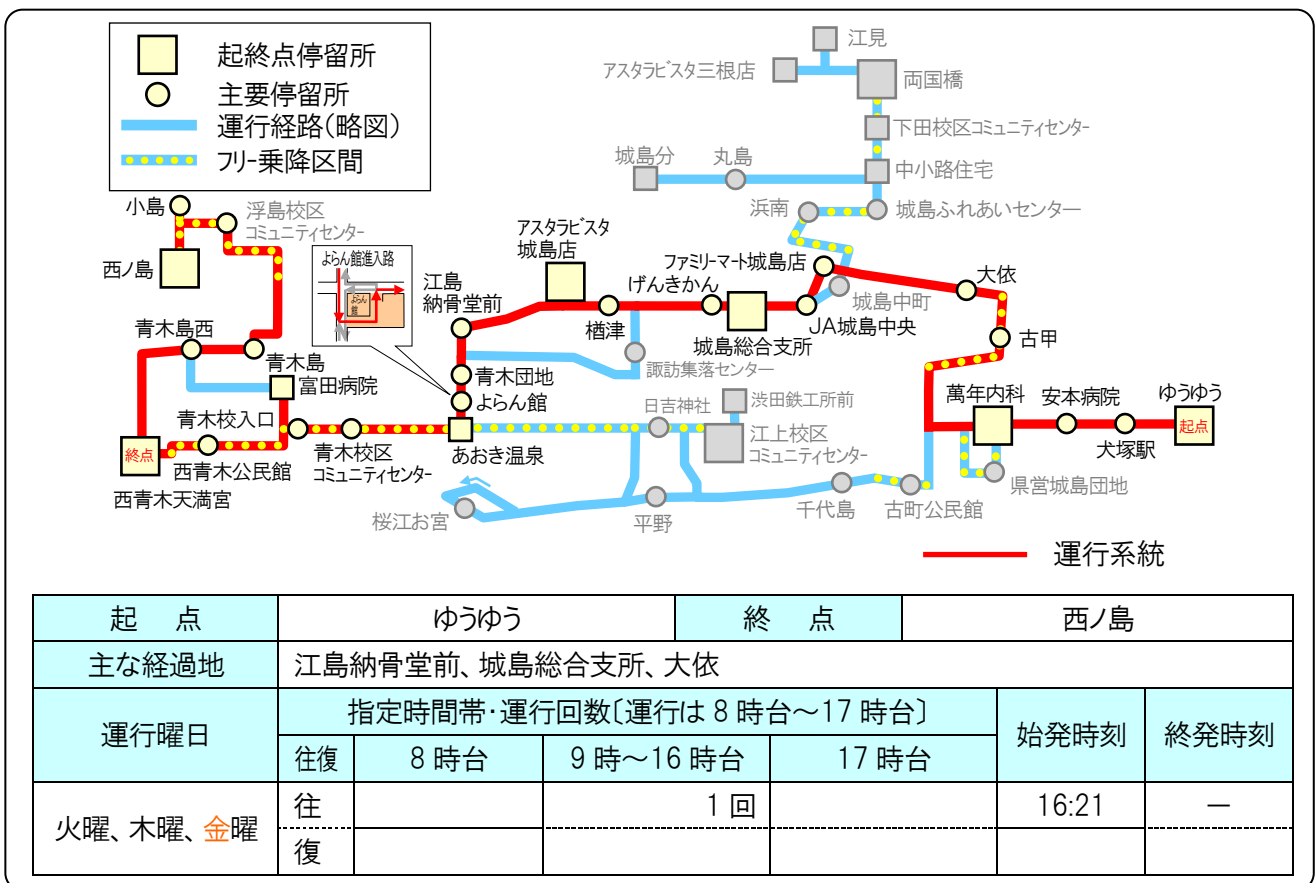 起終点停留所
主要停留所
運行経路(略図)
フリー乗降区間
江見
アスタラビスタ三根店
両国橋
下田校区コミュニティセンター
城島分
丸島
中小路住宅
浜南
城島ふれあいセンター
小島
浮島校区
コミュニティセンター
西ノ島
よらん館進入路
よらん
館
江島
納骨堂前
アスタラビスタ
城島店
げんきかん
ファミリーマート城島店
大依
城島中町
楢津
城島総合支所
JA城島中央
古甲
青木島西
青木島
富田病院
青木団地
よらん館
諏訪集落センター
日吉神社
渋田鉄工所前
萬年内科
安本病院
ゆうゆう
起点
犬塚駅
青木校入口
終点
西青木公民館
青木校区
コミュニティセンター
あおき温泉
江上校区
コミュニティセンター
西青木天満宮
桜江お宮
平野
千代島
古町公民館
県営城島団地
運行系統
起 点 ゆうゆう 終 点 西ノ島
主な経過地 江島納骨堂前、城島総合支所、大依
運行曜日 指定時間帯・運行回数〔運行は8時台～17時台〕 始発時刻 終発時刻
往復 8時台 9時～16時台 17時台
火曜、木曜、金曜 往 1回 16:21 ―
復